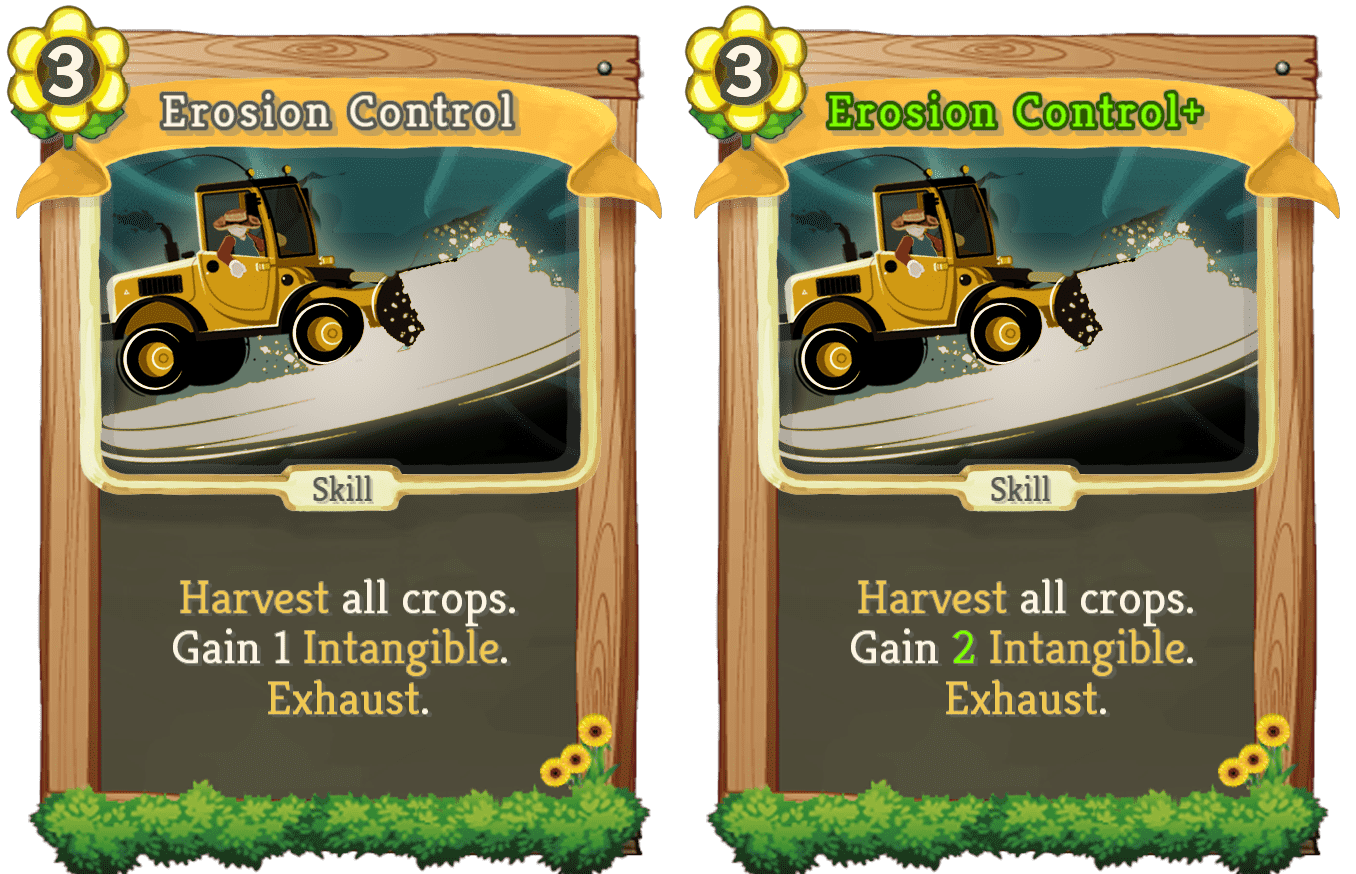 3
Erosion Control
Skill
Harvest all crops.
Gain 1 Intangible.
Exhaust.
3
Erosion Control+
Skill
Harvest all crops.
Gain 2 Intangible.
Exhaust.